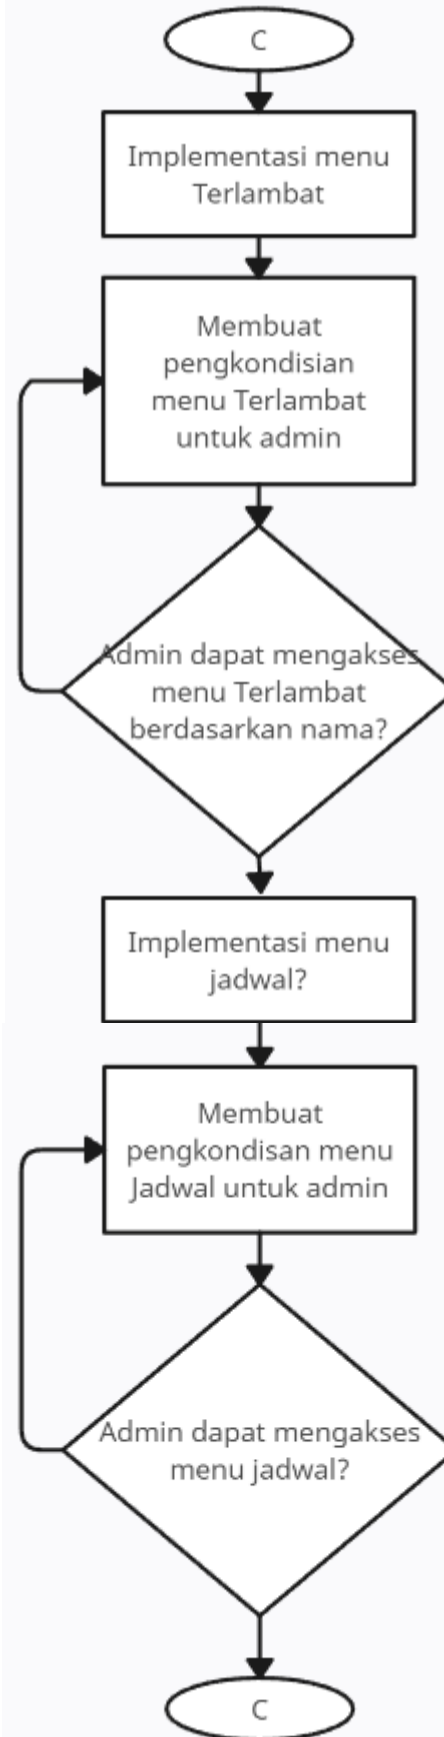 C
Implementasi menu
Terlambat
Membuat
pengkondisian
menu Terlambat
untuk admin
Admin dapat mengakses
menu Terlambat
berdasarkan nama?
Implementasi menu
jadwal?
Membuat
pengkondisan menu
Jadwal untuk admin
Admin dapat mengakses
menu jadwal?
C